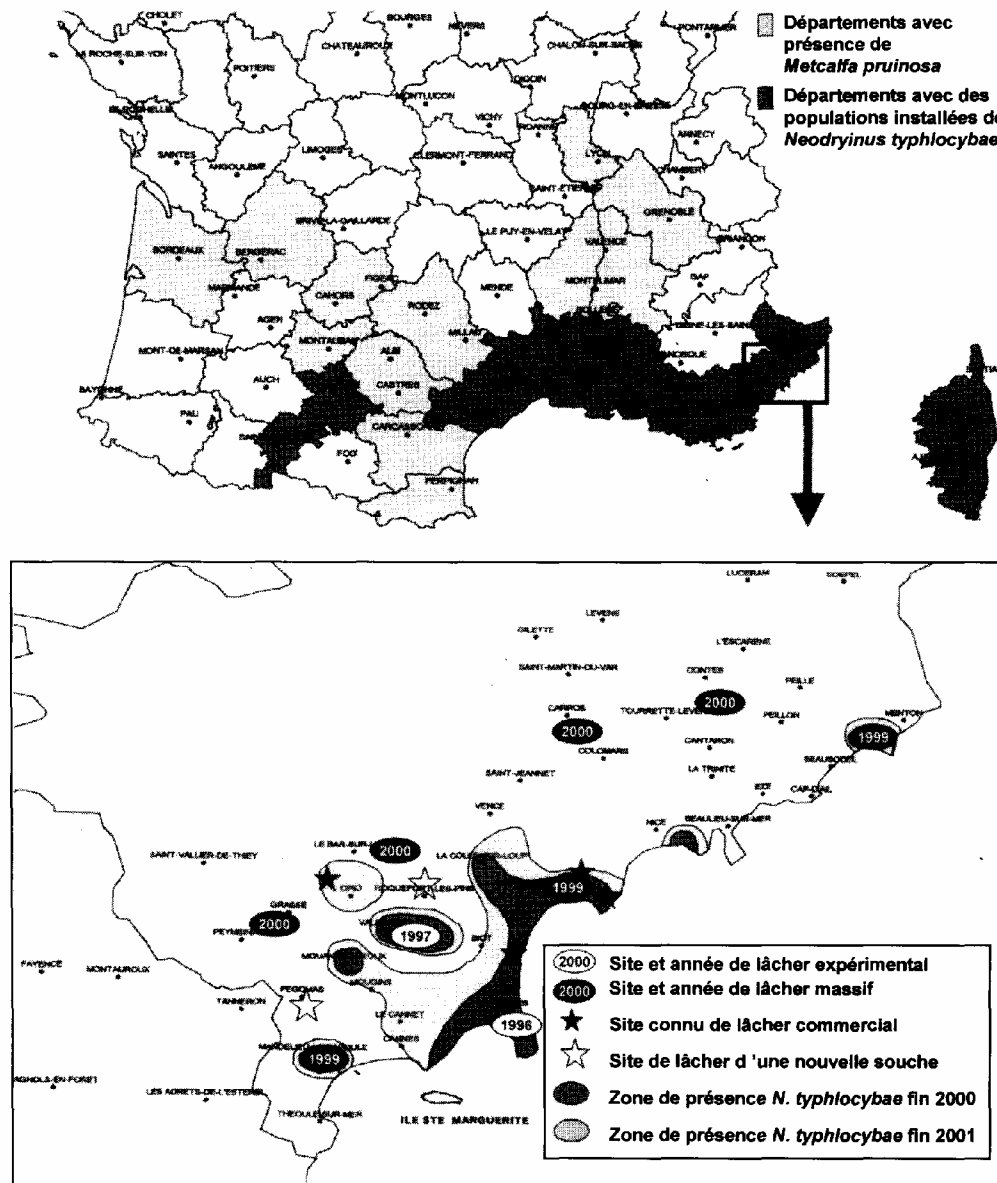 CHOLET
BOURGES
NEVERS
PONTARLIER
LA ROCHE-SUR-YON
POITIERS
CHATEAUROUX
CHALON-SUR-SAONE
DIGOIN
MONTLUCON
VICHY
ROANNE
BOURG-EN-BRESSE
ANNECY
SAINTES
ANGOULEME
LIMOGES
CLERMONT-FERRAND
LYON
CHAMBERY
SAINT-ETIENNE
BRIVE-LA-GAILLARDE
LE PUY-EN-VELAY
GRENOBLE
VALENCE
BRIANCON
BORDEAUX
BERGERAC
MARMANDE
FIGEAC
CAHORS
RODEZ
MENDE
MONTELIMAR
GAP
AGEN
MONTAUBAN
ALBI
MILLAU
MONT-DE-MARSAN
AUCH
CASTRES
BAYONNE
PAU
CARCASSONNE
FOIX
PERPIGNAN
Départements avec
présence de
Metcalfa pruinosa
Départements avec des
populations installées de
Neodryinus typhlocybae
LUCERAM
SOSPEL
LEVENS
GILETTE
L'ESCARENE
SAINT-MARTIN-DU-VAR
CONTES
PEILLE
2000
CARROS
TOURRETTE-LEVENS
PEILLON
MENTON
2000
1999
COLOMARS
CANTARON
BEAUSOLEIL
SAINT-JEANNET
LA TRINITE
EZE
CAP-D'AIL
VENCE
NICE
BEAULIEU-SUR-MER
SAINT-VALLIER-DE-THIEY
LE BAR-SUR-L
2000
LA COLLE-SUR-LOUP
OPIO
ROQUEFORT-LES-PINS
1999
GRASSE
2000
PEYMEINADE
1997
BIOT
FAYENCE
MONTAUROUX
MOUANS-SARTOUX
MOUGINS
PEGOMAS
TANNERON
LE CANNET
1996
CANNES
1999
LES ADRETS-DE-L'ESTEREL
THEOULE-SUR-MER
ILE STE MARGUERITE
2000 Site et année de lâcher expérimental
2000 Site et année de lâcher massif
Site connu de lâcher commercial
Site de lâcher d 'une nouvelle souche
Zone de présence N. typhlocybae fin 2000
Zone de présence N. typhlocybae fin 2001